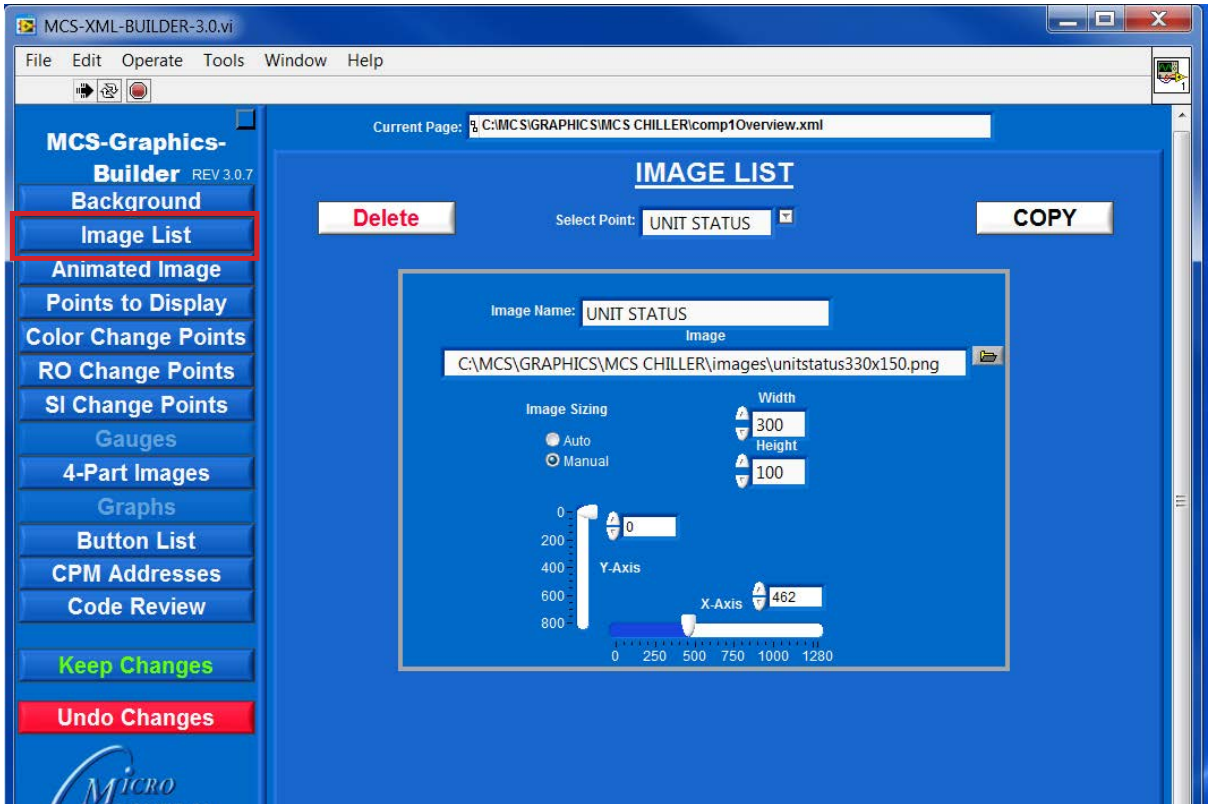 MCS-XML-BUILDER-3.0.vi
File Edit Operate Tools Window Help
1
MCS-Graphics-
Builder REV 3.0.7
Background
Image List
Animated Image
Points to Display
Color Change Points
RO Change Points
SI Change Points
Gauges
4-Part Images
Graphs
Button List
CPM Addresses
Code Review
Keep Changes
Undo Changes
MICRO
Current Page: C:\MCS\GRAPHICS\MCS CHILLER\comp1Overview.xml
IMAGE LIST
Delete
Select Point: UNIT STATUS
COPY
Image Name: UNIT STATUS
Image
C:\MCS\GRAPHICS\MCS CHILLER\images\unitstatus330x150.png
Image Sizing
Auto
Manual
Width
300
Height
100
0
200
400
600
800
0
Y-Axis
X-Axis 462
0 250 500 750 1000 1280